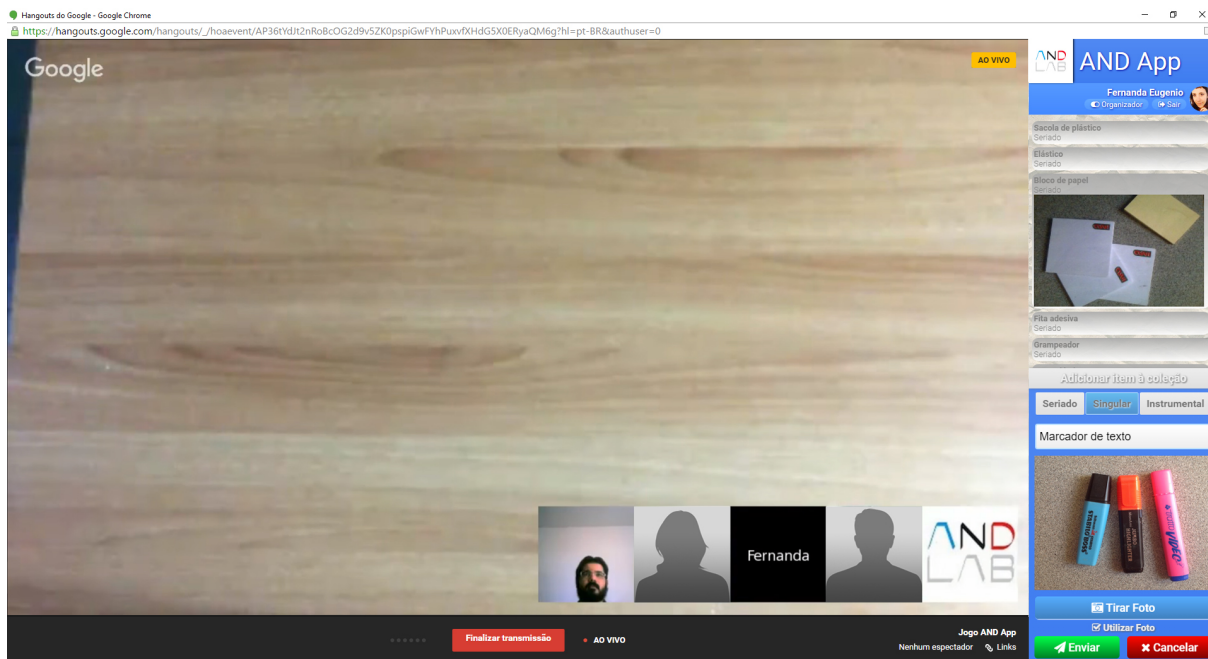 Hangouts do Google - Google Chrome
https://hangouts.google.com/hangouts/_/hoaevent/AP36tYdJt2nRoBcOG2d9v5ZK0pspiGwFYhPuxvfXHdG5X0ERyaQM6g?hl=pt-BR&authuser=0
Google
AO VIVO
AND
LAB
AND App
Fernanda Eugenio
Organizador
Sair
Sacola de plástico
Seriado
Elástico
Seriado
Bloco de papel
Seriado
Fita adesiva
Seriado
Grampeador
Seriado
Adicionar item à coleção
Seriado
Singular
Instrumental
Marcador de texto
STABILO BOSS
VIDEO
Tirar Foto
Utilizar Foto
Enviar
Cancelar
Fernanda
AND
LAB
Finalizar transmissão
AO VIVO
Jogo AND App
Nenhum espectador
Links